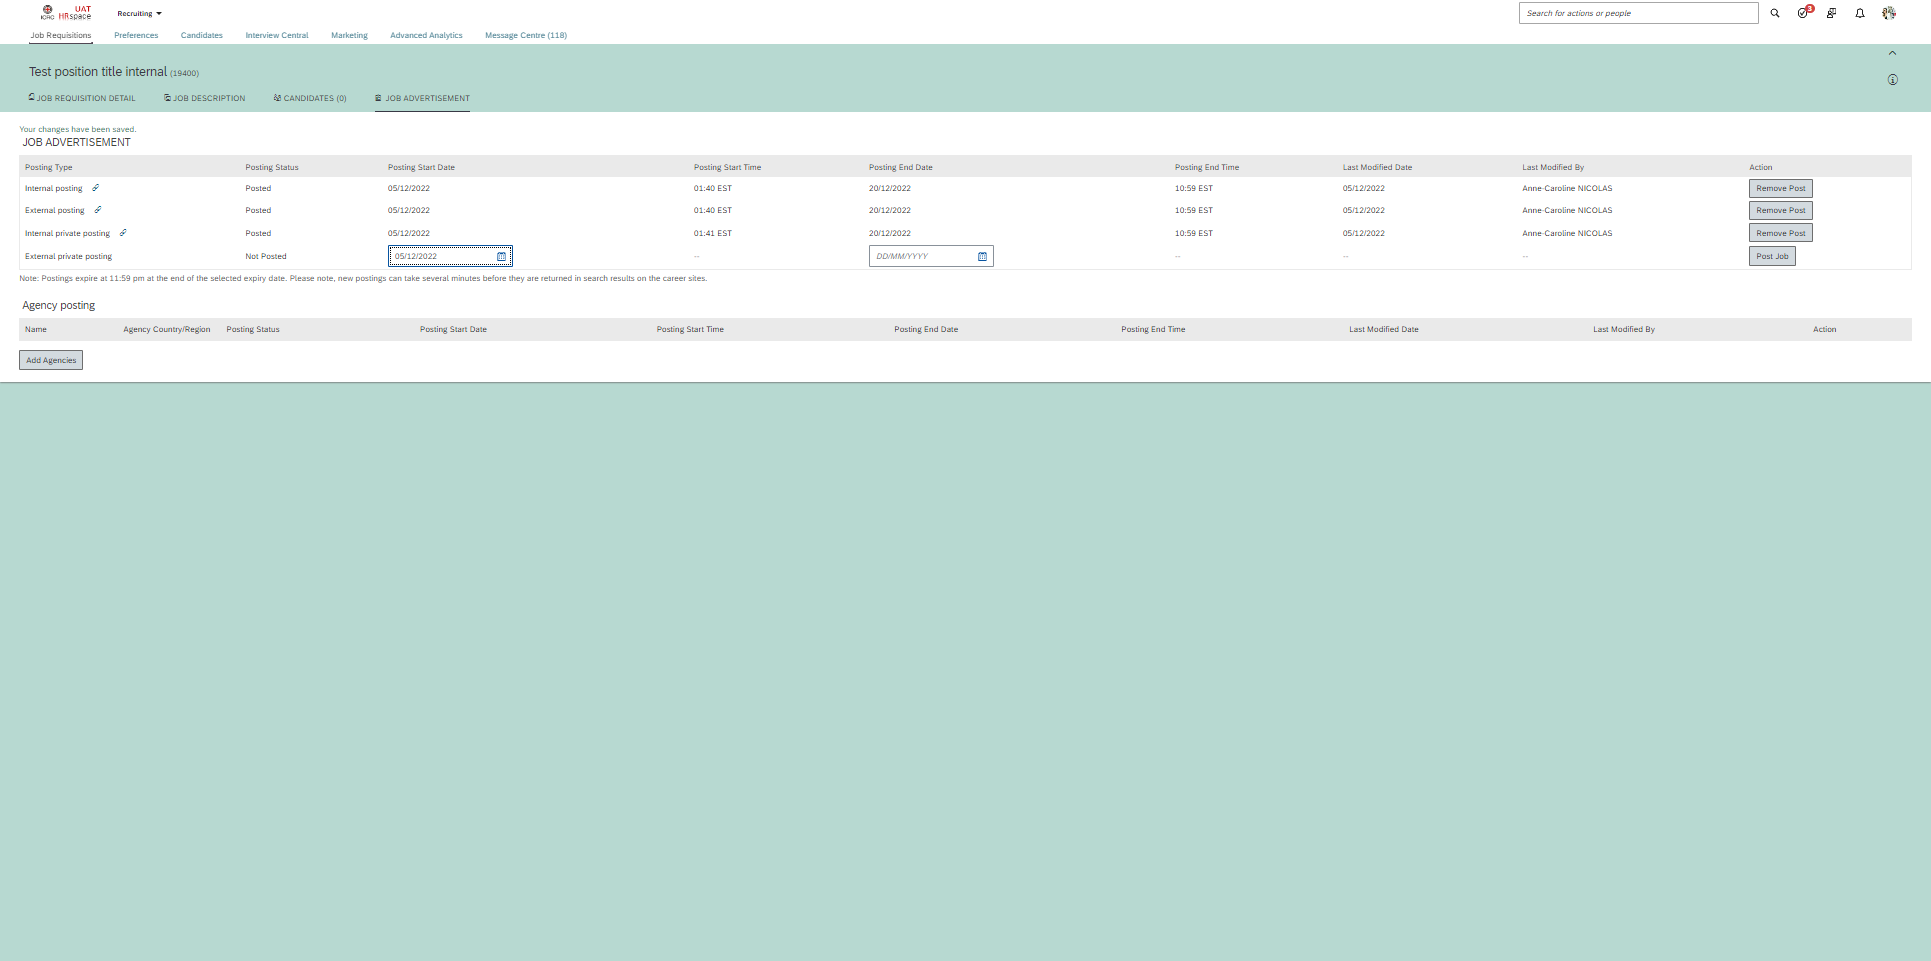 ICRC UAT HRspace Recruiting Search for actions or people 3
Job Requisitions Preferences Candidates Interview Central Marketing Advanced Analytics Message Centre (118)
Test position title internal (19400)
JOB REQUISITION DETAIL JOB DESCRIPTION CANDIDATES (0) JOB ADVERTISEMENT
Your changes have been saved.
JOB ADVERTISEMENT
Posting Type Posting Status Posting Start Date Posting Start Time Posting End Date Posting End Time Last Modified Date Last Modified By Action
Internal posting Posted 05/12/2022 01:40 EST 20/12/2022 10:59 EST 05/12/2022 Anne-Caroline NICOLAS Remove Post
External posting Posted 05/12/2022 01:40 EST 20/12/2022 10:59 EST 05/12/2022 Anne-Caroline NICOLAS Remove Post
Internal private posting Posted 05/12/2022 01:41 EST 20/12/2022 10:59 EST 05/12/2022 Anne-Caroline NICOLAS Remove Post
External private posting Not Posted 05/12/2022 -- DD/MM/YYYY -- -- -- Post Job
Note: Postings expire at 11:59 pm at the end of the selected expiry date. Please note, new postings can take several minutes before they are returned in search results on the career sites.
Agency posting
Name Agency Country/Region Posting Status Posting Start Date Posting Start Time Posting End Date Posting End Time Last Modified Date Last Modified By Action
Add Agencies